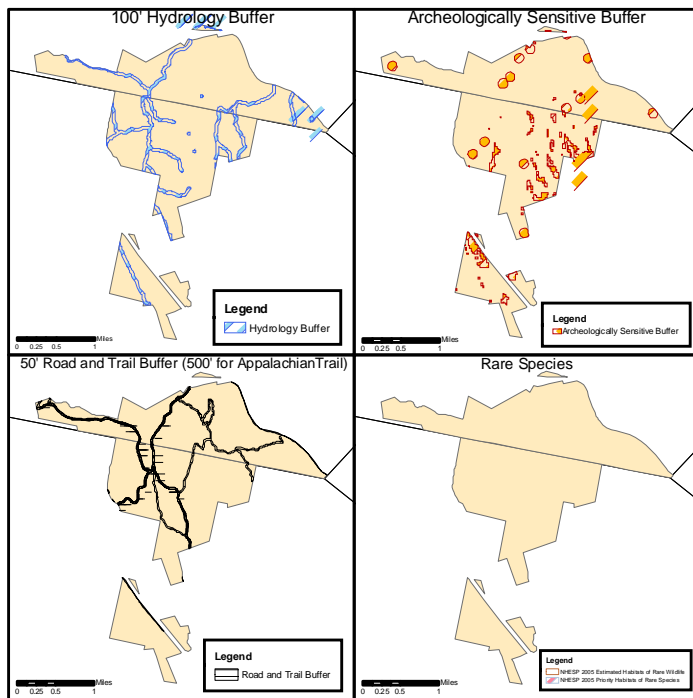 100' Hydrology Buffer
Legend
Hydrology Buffer
Miles
0 0.25 0.5 1
Archeologically Sensitive Buffer
Legend
Archeologically Sensitive Buffer
Miles
0 0.25 0.5 1
50' Road and Trail Buffer (500' for AppalachianTrail)
Legend
Road and Trail Buffer
Miles
0 0.25 0.5 1
Rare Species
Legend
NHESP 2005 Estimated Habitats of Rare Wildlife
NHESP 2005 Priority Habitats of Rare Species
Miles
0 0.25 0.5 1